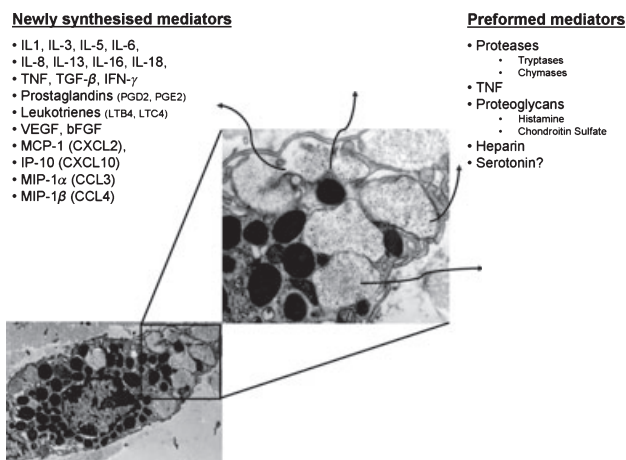 Newly synthesised mediators
• IL1, IL-3, IL-5, IL-6,
• IL-8, IL-13, IL-16, IL-18,
• TNF, TGF-β, IFN-γ
• Prostaglandins (PGD2, PGE2)
• Leukotrienes (LTB4, LTC4)
• VEGF, bFGF
• MCP-1 (CXCL2),
• IP-10 (CXCL10)
• MIP-1α (CCL3)
• MIP-1β (CCL4)
Preformed mediators
• Proteases
• Tryptases
• Chymases
• TNF
• Proteoglycans
• Histamine
• Chondroitin Sulfate
• Heparin
• Serotonin?